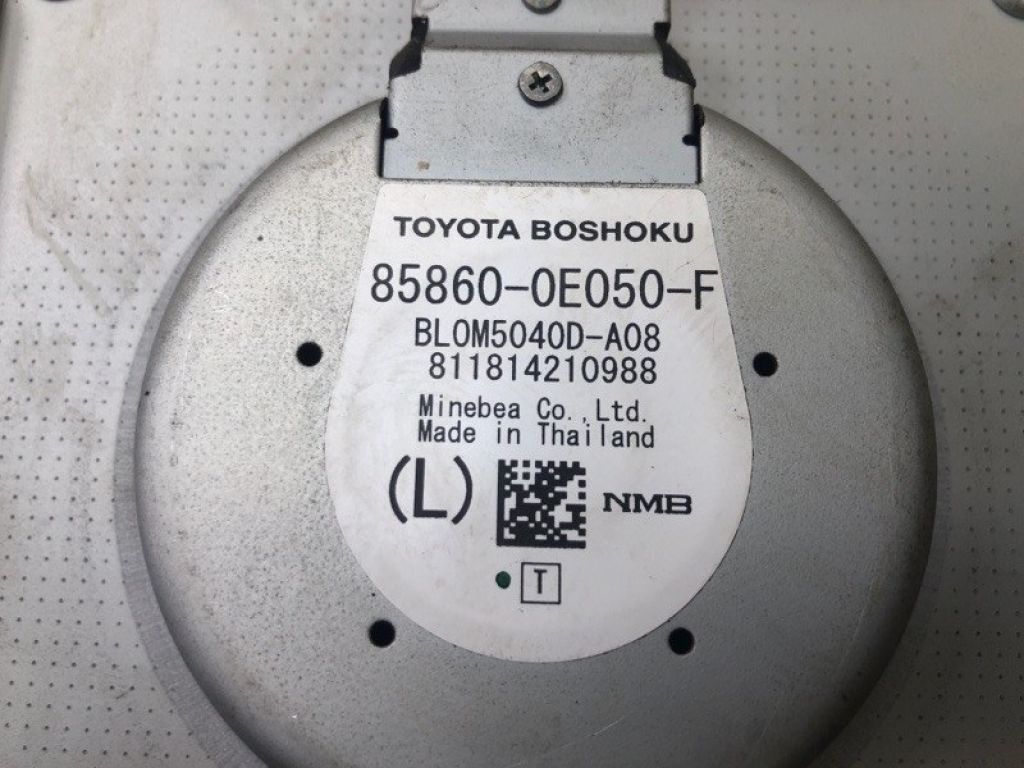 TOYOTA BOSHOKU
85860-0E050-F
BL0M5040D-A08
811814210988
Minebea Co.,Ltd.
Made in Thailand
(L)
NMB
T